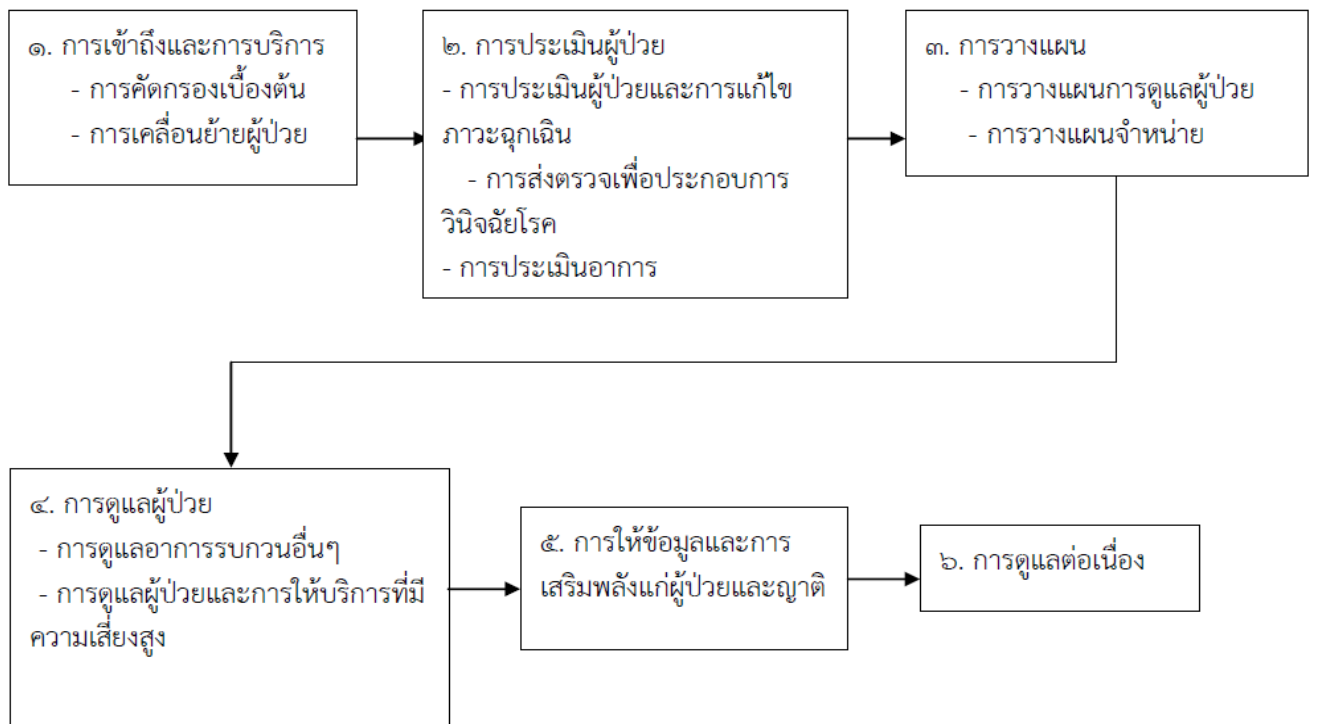 ๑. การเข้าถึงและการบริการ
- การคัดกรองเบื้องต้น
- การเคลื่อนย้ายผู้ป่วย
๒. การประเมินผู้ป่วย
- การประเมินผู้ป่วยและการแก้ไข
ภาวะฉุกเฉิน
- การส่งตรวจเพื่อประกอบการ
วินิจฉัยโรค
- การประเมินอาการ
๓. การวางแผน
- การวางแผนการดูแลผู้ป่วย
- การวางแผนจำหน่าย
๔. การดูแลผู้ป่วย
- การดูแลอาการรบกวนอื่นๆ
- การดูแลผู้ป่วยและการให้บริการที่มี
ความเสี่ยงสูง
๕. การให้ข้อมูลและการ
เสริมพลังแก่ผู้ป่วยและญาติ
๖. การดูแลต่อเนื่อง